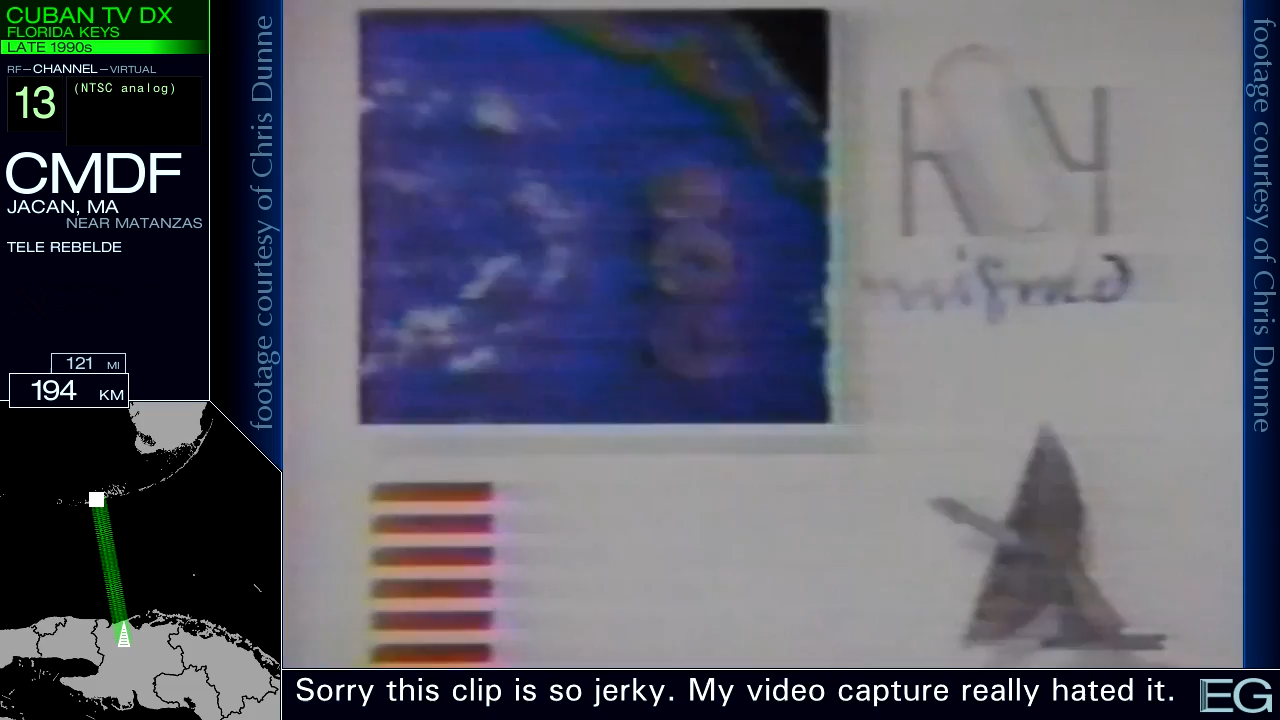 CUBAN TV DX
FLORIDA KEYS
LATE 1990s
RF–CHANNEL–VIRTUAL
13
(NTSC analog)
CMDF
JACAN, MA
NEAR MATANZAS
TELE REBELDE
121 MI
194 KM
footage courtesy of Chris Dunne
footage courtesy of Chris Dunne
Sorry this clip is so jerky. My video capture really hated it.
EG